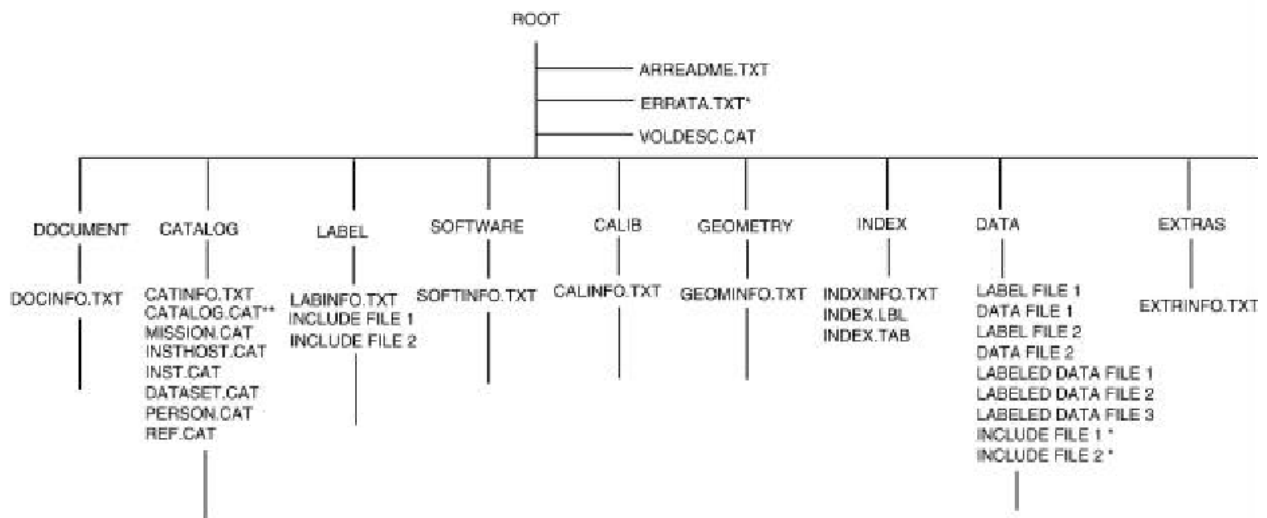 ROOT
ARREADME.TXT
ERRATA.TXT*
VOLDESC.CAT
DOCUMENT
CATALOG
LABEL
SOFTWARE
CALIB
GEOMETRY
INDEX
DATA
EXTRAS
DOCINFO.TXT
CATINFO.TXT
CATALOG.CAT**
MISSION.CAT
INSTHOST.CAT
INST.CAT
DATASET.CAT
PERSON.CAT
REF.CAT
LABINFO.TXT
INCLUDE FILE 1
INCLUDE FILE 2
SOFTINFO.TXT
CALINFO.TXT
GEOMINFO.TXT
INDXINFO.TXT
INDEX.LBL
INDEX.TAB
LABEL FILE 1
DATA FILE 1
LABEL FILE 2
DATA FILE 2
LABELED DATA FILE 1
LABELED DATA FILE 2
LABELED DATA FILE 3
INCLUDE FILE 1 *
INCLUDE FILE 2 *
EXTRINFO.TXT